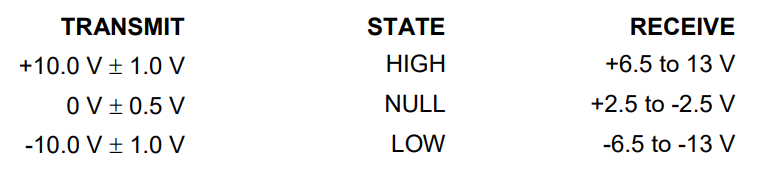 TRANSMIT STATE RECEIVE
+10.0 V ± 1.0 V HIGH +6.5 to 13 V
0 V ± 0.5 V NULL +2.5 to -2.5 V
-10.0 V ± 1.0 V LOW -6.5 to -13 V